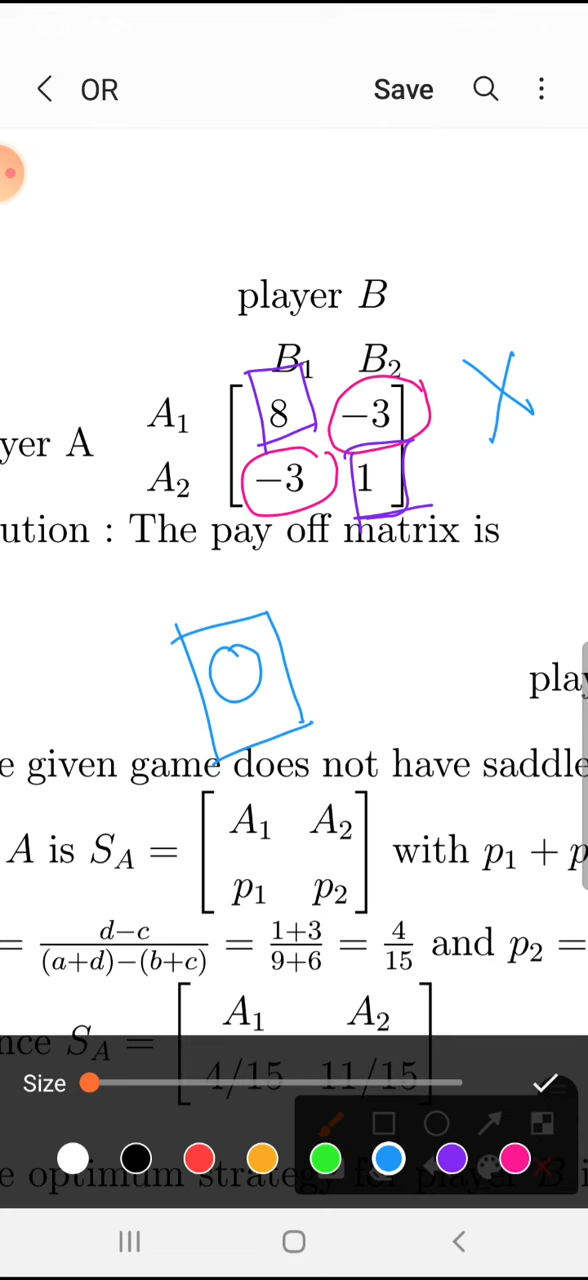 OR Save
player B
B₁ B₂
A₁ 8 −3
yer A
A₂ −3 1
ution : The pay off matrix is
play
e given game does not have saddle
A₁ A₂
A is S_A = with p₁ + p
p₁ p₂
= d−c/(a+d)−(b+c) = 1+3/9+6 = 4/15 and p₂ =
A₁ A₂
nce S_A =
4/15 11/15
Size
e optimum strategy for player B i